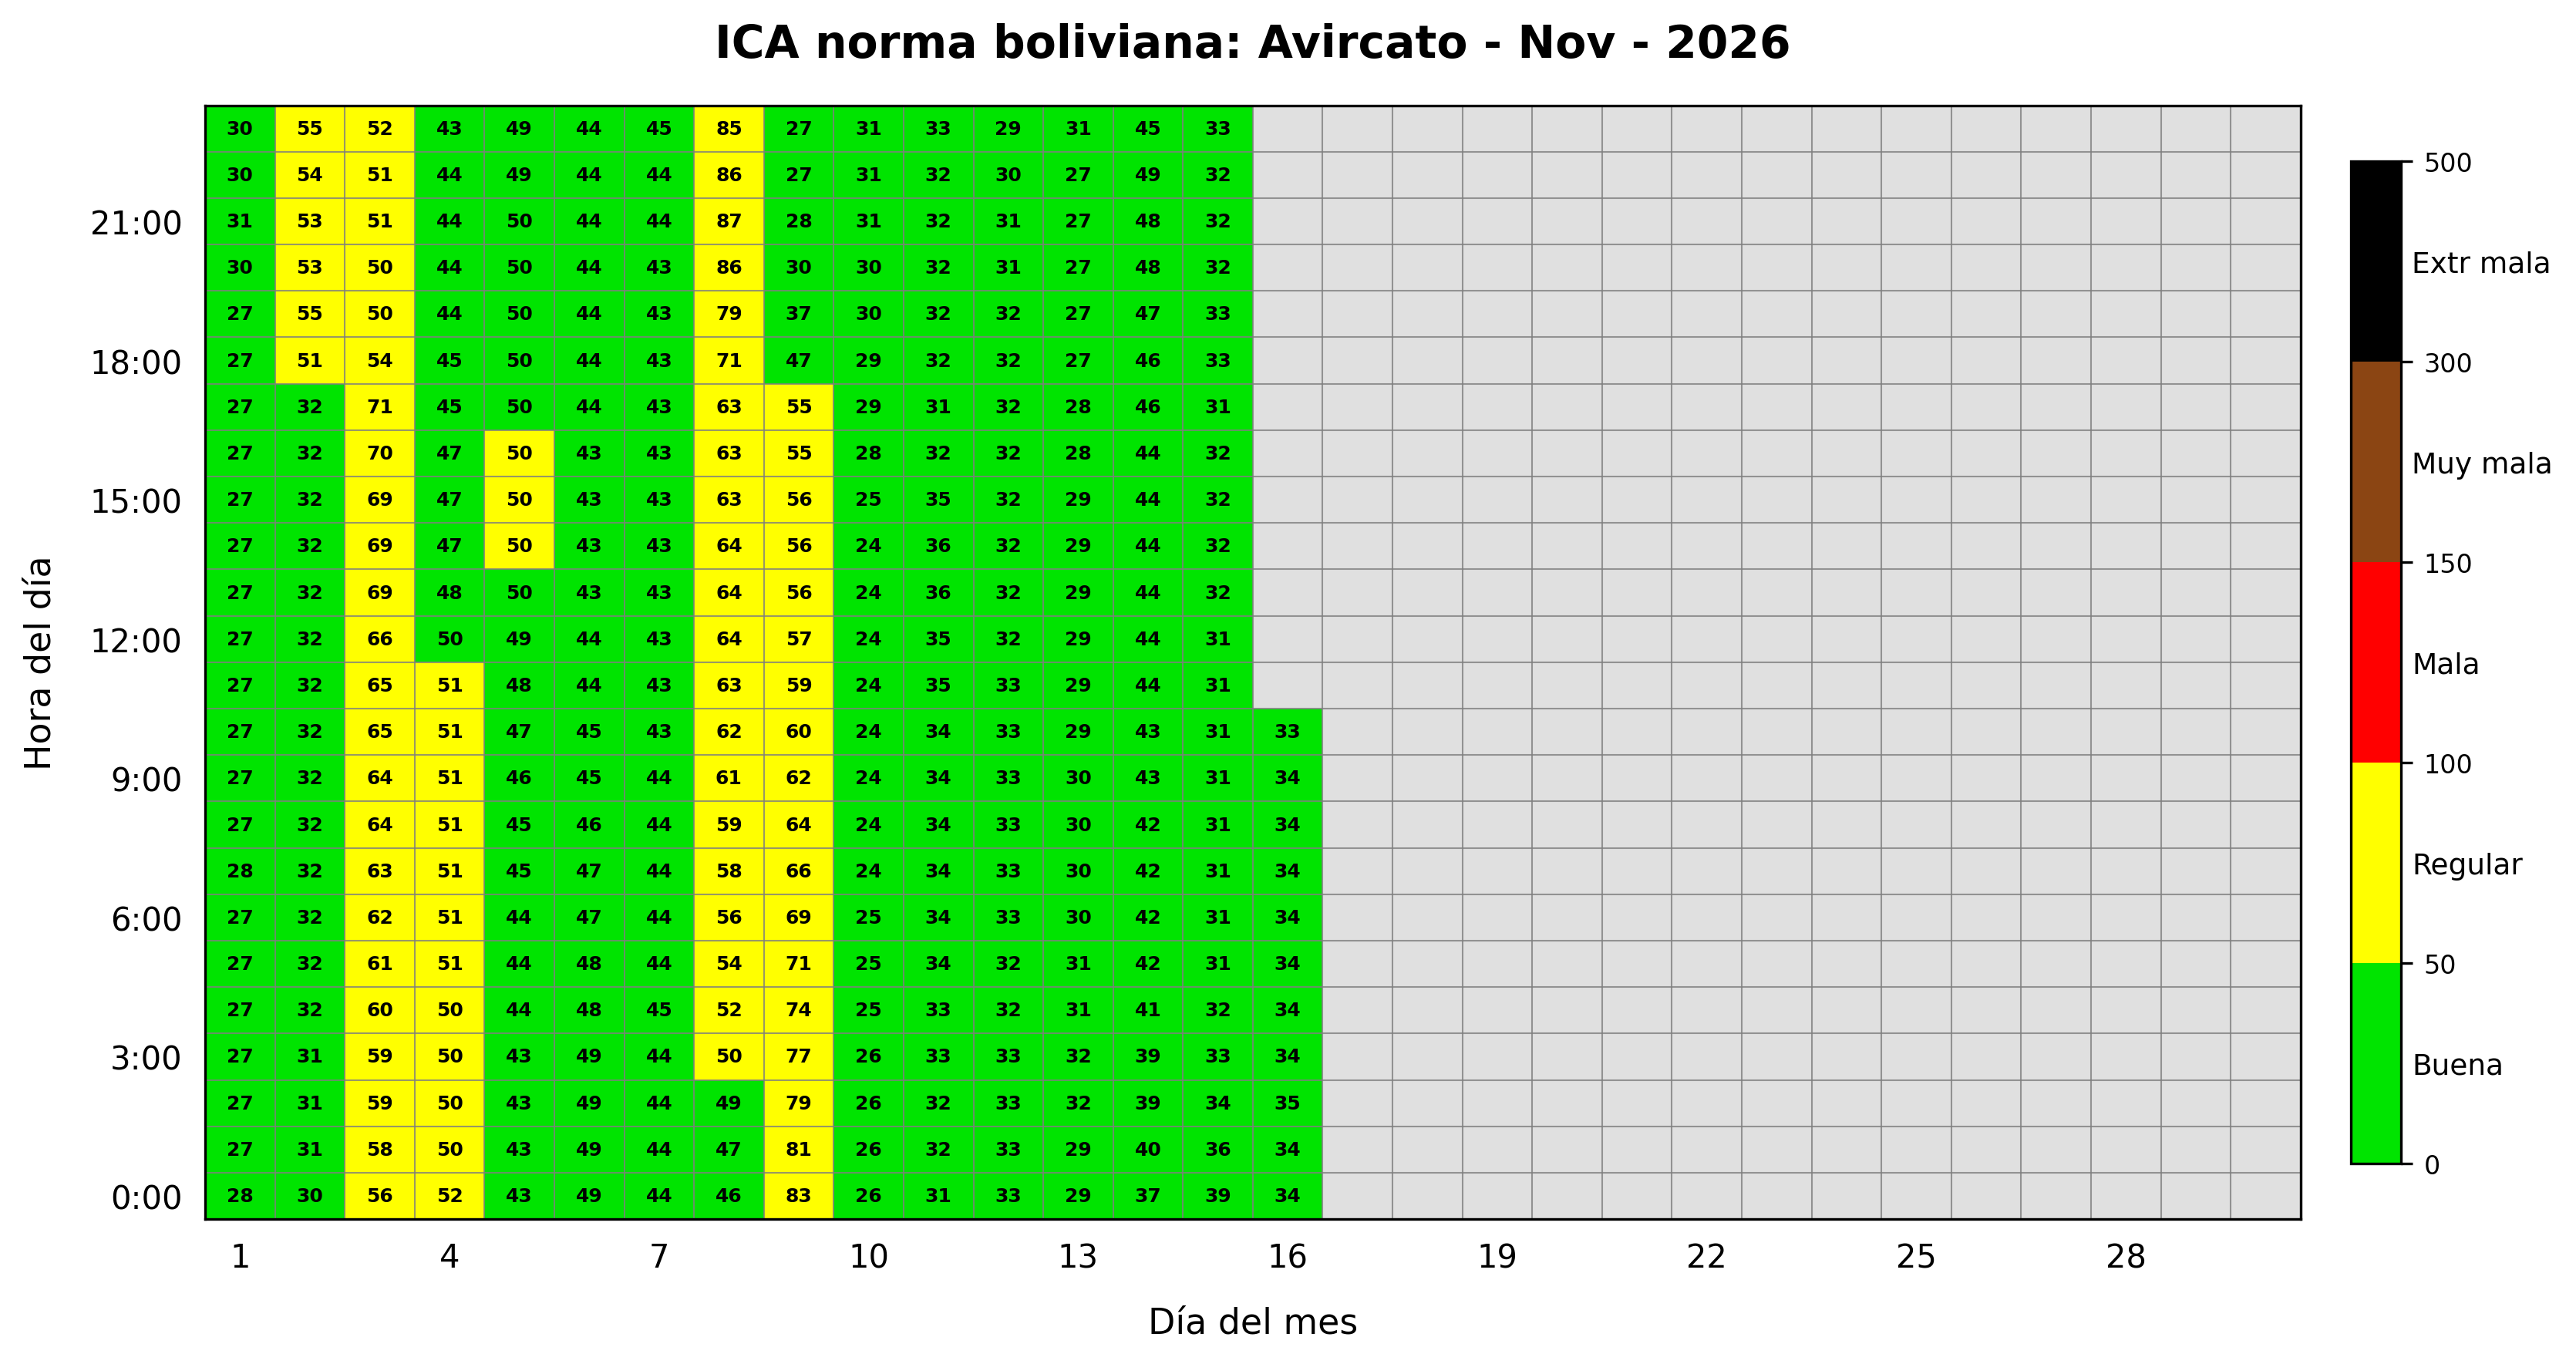 ICA norma boliviana: Avircato - Nov - 2026
30 55 52 43 49 44 45 85 27 31 33 29 31 45 33
30 54 51 44 49 44 44 86 27 31 32 30 27 49 32
21:00 31 53 51 44 50 44 44 87 28 31 32 31 27 48 32
30 53 50 44 50 44 43 86 30 30 32 31 27 48 32
27 55 50 44 50 44 43 79 37 30 32 32 27 47 33
18:00 27 51 54 45 50 44 43 71 47 29 32 32 27 46 33
27 32 71 45 50 44 43 63 55 29 31 32 28 46 31
27 32 70 47 50 43 43 63 55 28 32 32 28 44 32
15:00 27 32 69 47 50 43 43 63 56 25 35 32 29 44 32
27 32 69 47 50 43 43 64 56 24 36 32 29 44 32
27 32 69 48 50 43 43 64 56 24 36 32 29 44 32
12:00 27 32 66 50 49 44 43 64 57 24 35 32 29 44 31
27 32 65 51 48 44 43 63 59 24 35 33 29 44 31
27 32 65 51 47 45 43 62 60 24 34 33 29 43 31 33
9:00 27 32 64 51 46 45 44 61 62 24 34 33 30 43 31 34
27 32 64 51 45 46 44 59 64 24 34 33 30 42 31 34
28 32 63 51 45 47 44 58 66 24 34 33 30 42 31 34
6:00 27 32 62 51 44 47 44 56 69 25 34 33 30 42 31 34
27 32 61 51 44 48 44 54 71 25 34 32 31 42 31 34
27 32 60 50 44 48 45 52 74 25 33 32 31 41 32 34
3:00 27 31 59 50 43 49 44 50 77 26 33 33 32 39 33 34
27 31 59 50 43 49 44 49 79 26 32 33 32 39 34 35
27 31 58 50 43 49 44 47 81 26 32 33 29 40 36 34
0:00 28 30 56 52 43 49 44 46 83 26 31 33 29 37 39 34
1 4 7 10 13 16 19 22 25 28
Día del mes
Hora del día
500
Extr mala
300
Muy mala
150
Mala
100
Regular
50
Buena
0